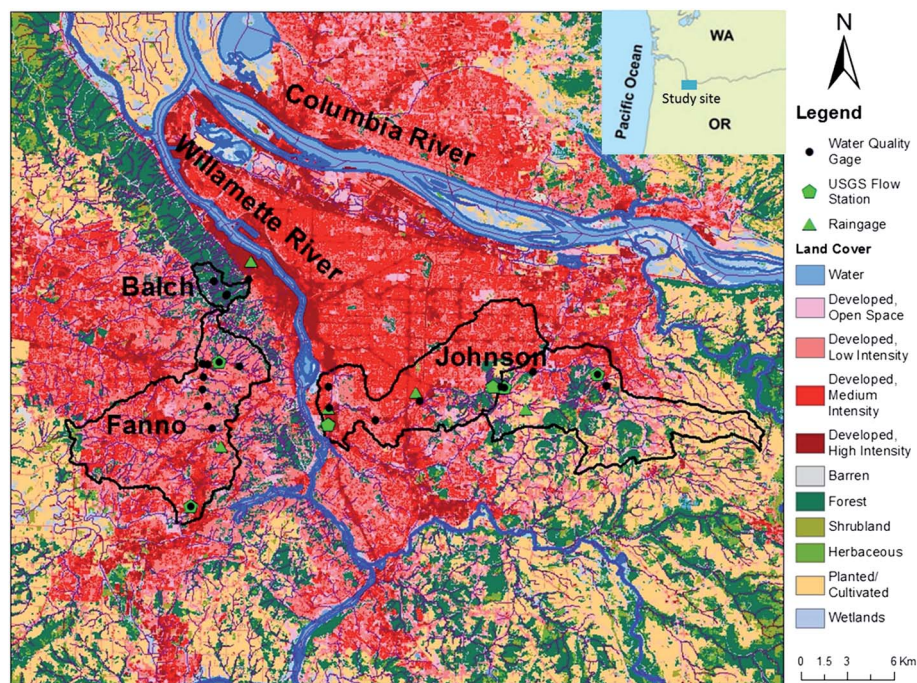 Columbia River
Willamette River
Balch
Fanno
Johnson
Pacific Ocean
WA
Study site
OR
N
Legend
Water Quality
Gage
USGS Flow
Station
Raingage
Land Cover
Water
Developed,
Open Space
Developed,
Low Intensity
Developed,
Medium
Intensity
Developed,
High Intensity
Barren
Forest
Shrubland
Herbaceous
Planted/
Cultivated
Wetlands
0 1.5 3 6 Km